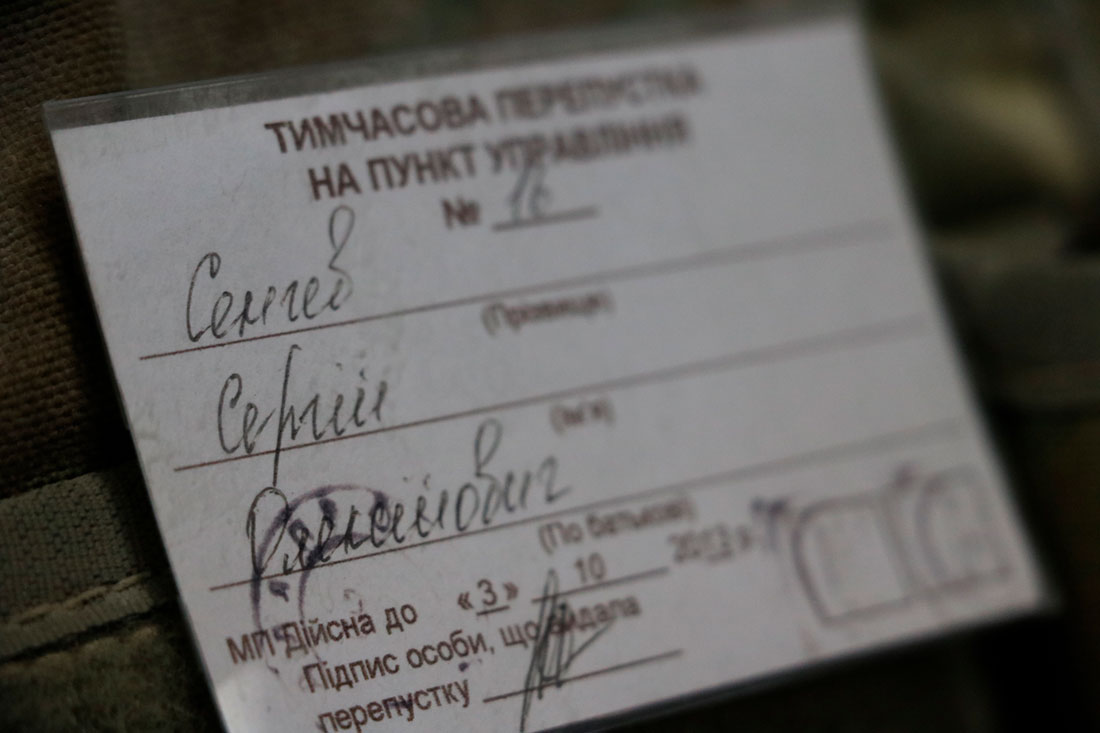 ТИМЧАСОВА ПЕРЕПУСТКА
НА ПУНКТ УПРАВЛІННЯ
№ 16
(Прізвище)
Сергій
(Ім'я)
(По батькові)
МП Дійсна до «3» 10
Підпис особи, що видала
перепустку